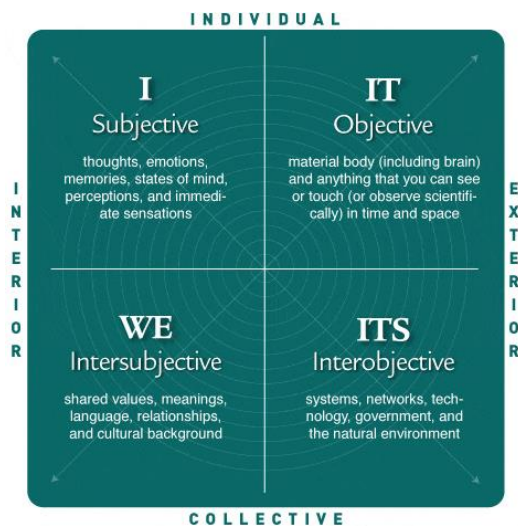 INDIVIDUAL
I
Subjective
thoughts, emotions,
memories, states of mind,
perceptions, and immedi-
ate sensations
IT
Objective
material body (including brain)
and anything that you can see
or touch (or observe scientifi-
cally) in time and space
INTERIOR
EXTERIOR
WE
Intersubjective
shared values, meanings,
language, relationships,
and cultural background
ITS
Interobjective
systems, networks, tech-
nology, government, and
the natural environment
COLLECTIVE